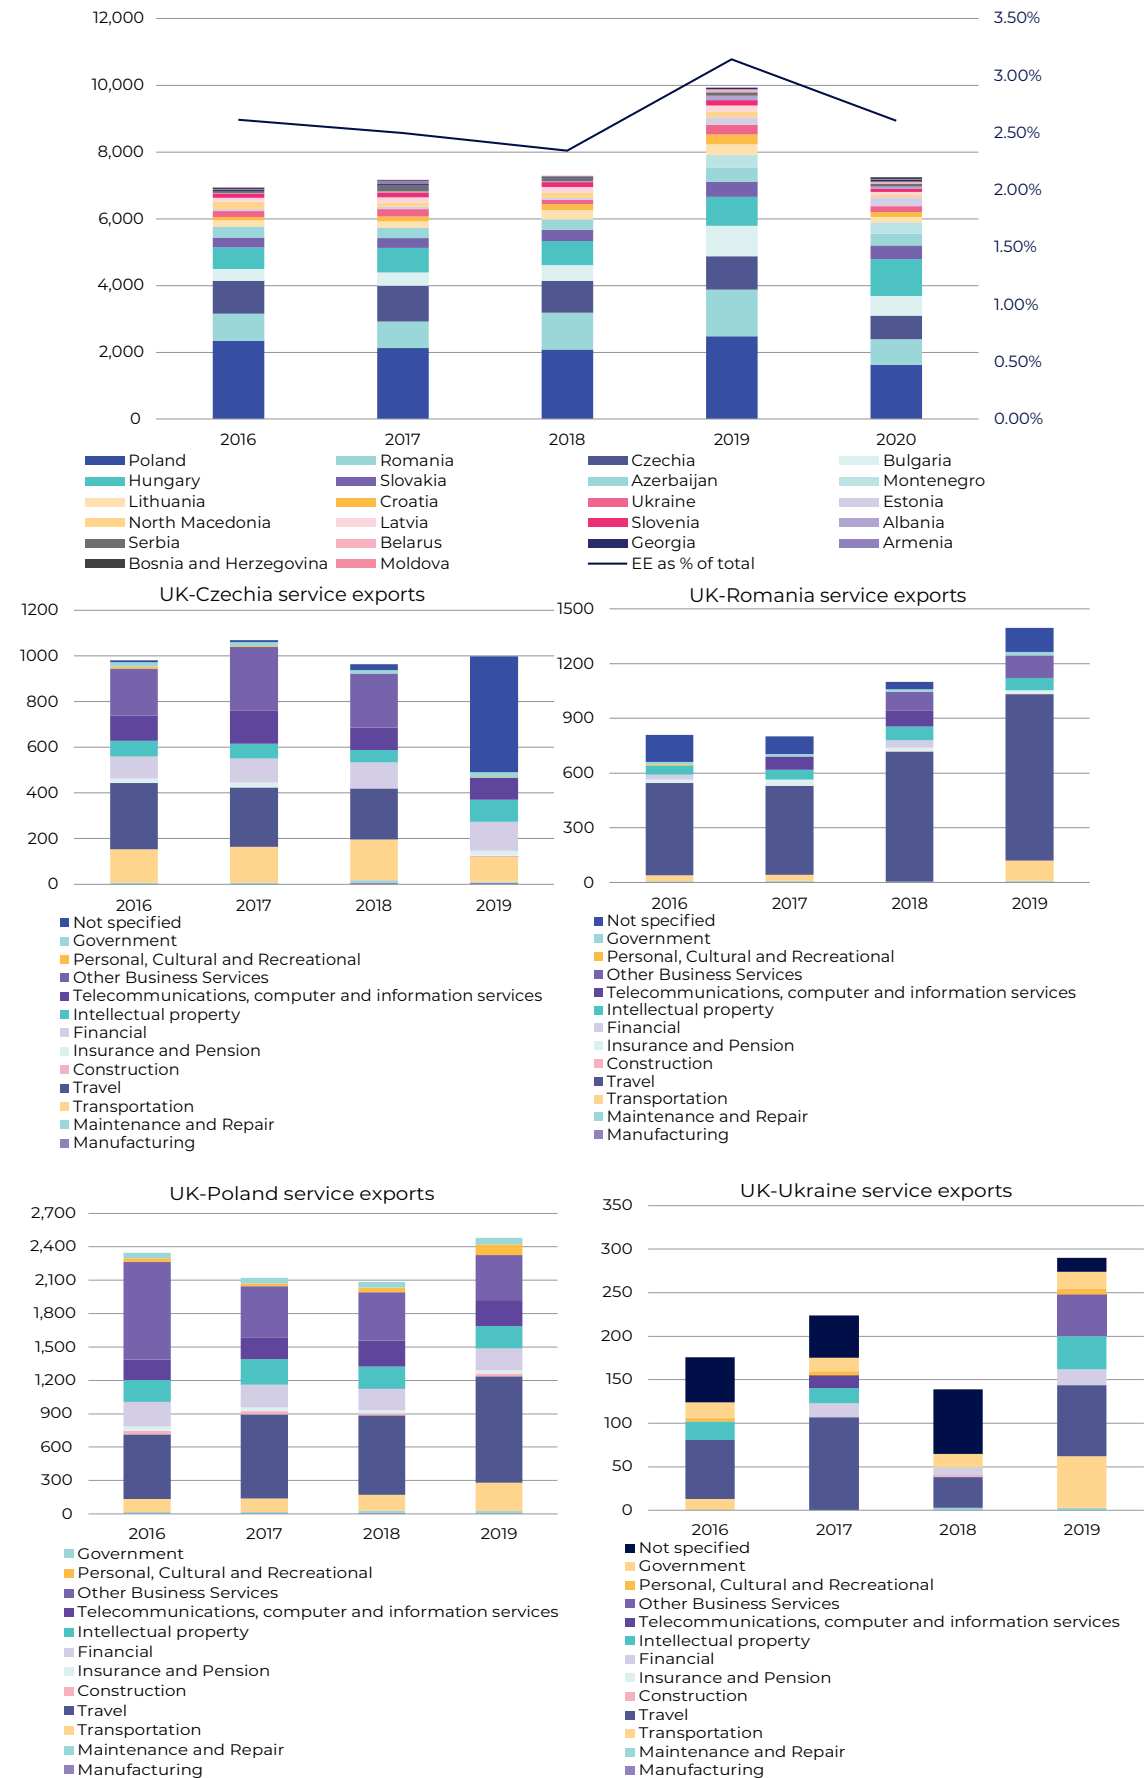 12,000
10,000
8,000
6,000
4,000
2,000
0
3.50%
3.00%
2.50%
2.00%
1.50%
1.00%
0.50%
0.00%
2016 2017 2018 2019 2020
Poland Romania Czechia Bulgaria
Hungary Slovakia Azerbaijan Montenegro
Lithuania Croatia Ukraine Estonia
North Macedonia Latvia Slovenia Albania
Serbia Belarus Georgia Armenia
Bosnia and Herzegovina Moldova EE as % of total
UK-Czechia service exports
1200
1000
800
600
400
200
0
2016 2017 2018 2019
Not specified
Government
Personal, Cultural and Recreational
Other Business Services
Telecommunications, computer and information services
Intellectual property
Financial
Insurance and Pension
Construction
Travel
Transportation
Maintenance and Repair
Manufacturing
UK-Romania service exports
1500
1200
900
600
300
0
2016 2017 2018 2019
Not specified
Government
Personal, Cultural and Recreational
Other Business Services
Telecommunications, computer and information services
Intellectual property
Financial
Insurance and Pension
Construction
Travel
Transportation
Maintenance and Repair
Manufacturing
UK-Poland service exports
2,700
2,400
2,100
1,800
1,500
1,200
900
600
300
0
2016 2017 2018 2019
Government
Personal, Cultural and Recreational
Other Business Services
Telecommunications, computer and information services
Intellectual property
Financial
Insurance and Pension
Construction
Travel
Transportation
Maintenance and Repair
Manufacturing
UK-Ukraine service exports
350
300
250
200
150
100
50
0
2016 2017 2018 2019
Not specified
Government
Personal, Cultural and Recreational
Other Business Services
Telecommunications, computer and information services
Intellectual property
Financial
Insurance and Pension
Construction
Travel
Transportation
Maintenance and Repair
Manufacturing